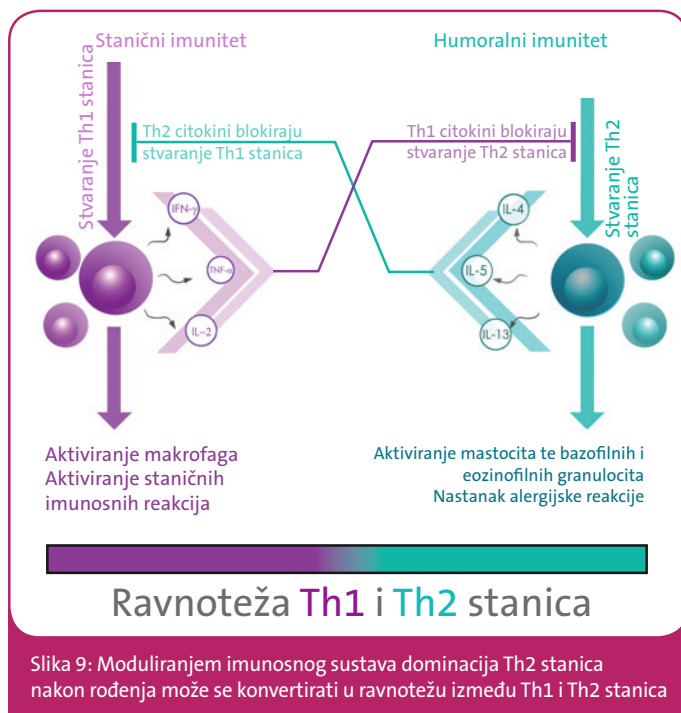 Stanični imunitet
Humoralni imunitet
Stvaranje Th1 stanica
Th2 citokini blokiraju
stvaranje Th1 stanica
Th1 citokini blokiraju
stvaranje Th2 stanica
Stvaranje Th2
stanica
IFN-γ
TNF-α
IL-2
IL-4
IL-5
IL-13
Aktiviranje makrofaga
Aktiviranje staničnih
imunosnih reakcija
Aktiviranje mastocita te bazofilnih i
eozinofilnih granulocita
Nastanak alergijske reakcije
Ravnoteža Th1 i Th2 stanica
Slika 9: Moduliranjem imunosnog sustava dominacija Th2 stanica
nakon rođenja može se konvertirati u ravnotežu između Th1 i Th2 stanica